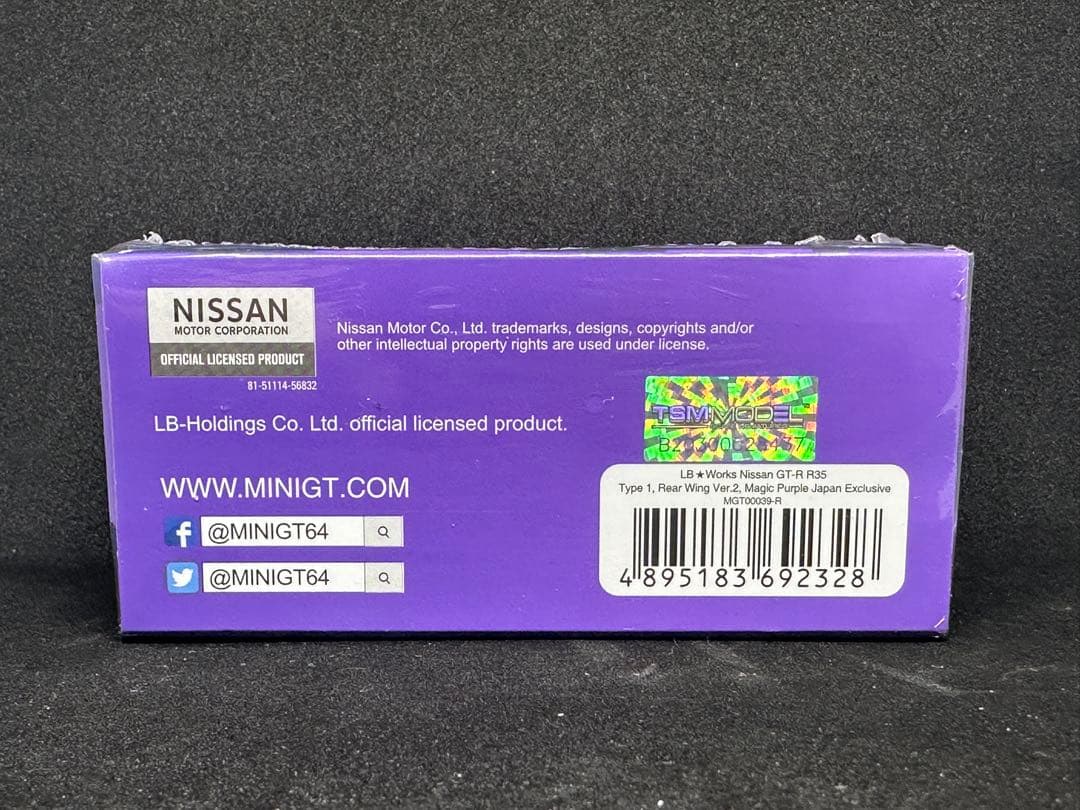 NISSAN
MOTOR CORPORATION
OFFICIAL LICENSED PRODUCT
81-51114-56832
Nissan Motor Co., Ltd. trademarks, designs, copyrights and/or
other intellectual property rights are used under license.
LB-Holdings Co. Ltd. official licensed product.
WWW.MINIGT.COM
@MINIGT64
@MINIGT64
TSM MODEL
LB★Works Nissan GT-R R35
Type 1, Rear Wing Ver.2, Magic Purple Japan Exclusive
MGT00039-R
4 895183 692328